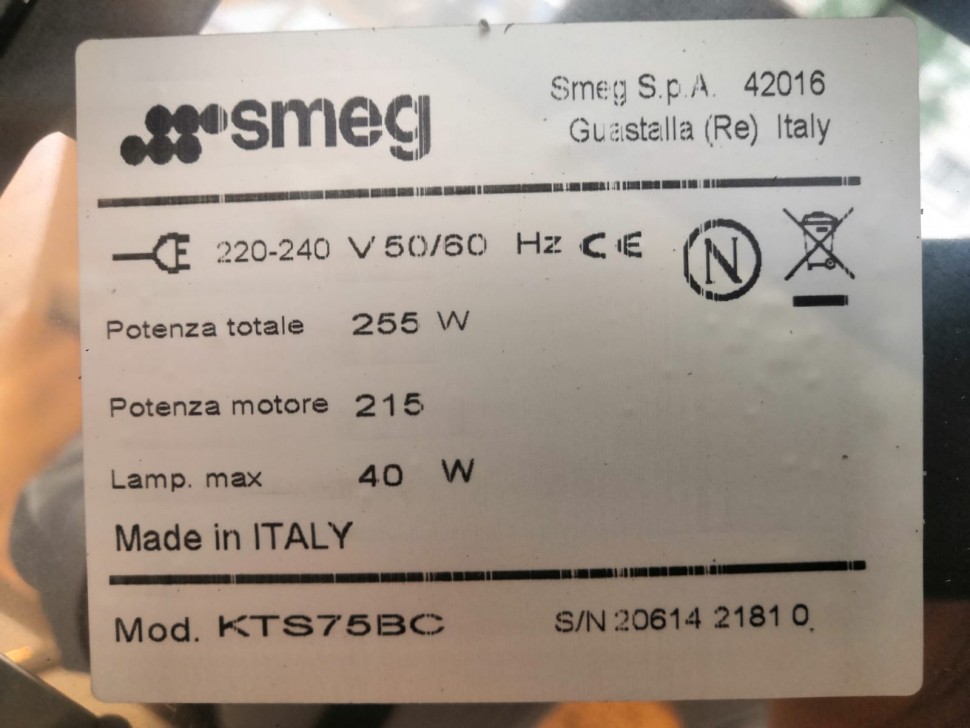 smeg
Smeg S.p.A. 42016
Guastalla (Re) Italy
220-240 V 50/60 Hz CE N
Potenza totale 255 W
Potenza motore 215
Lamp. max 40 W
Made in ITALY
Mod. KTS75BC S/N 20614 2181 0